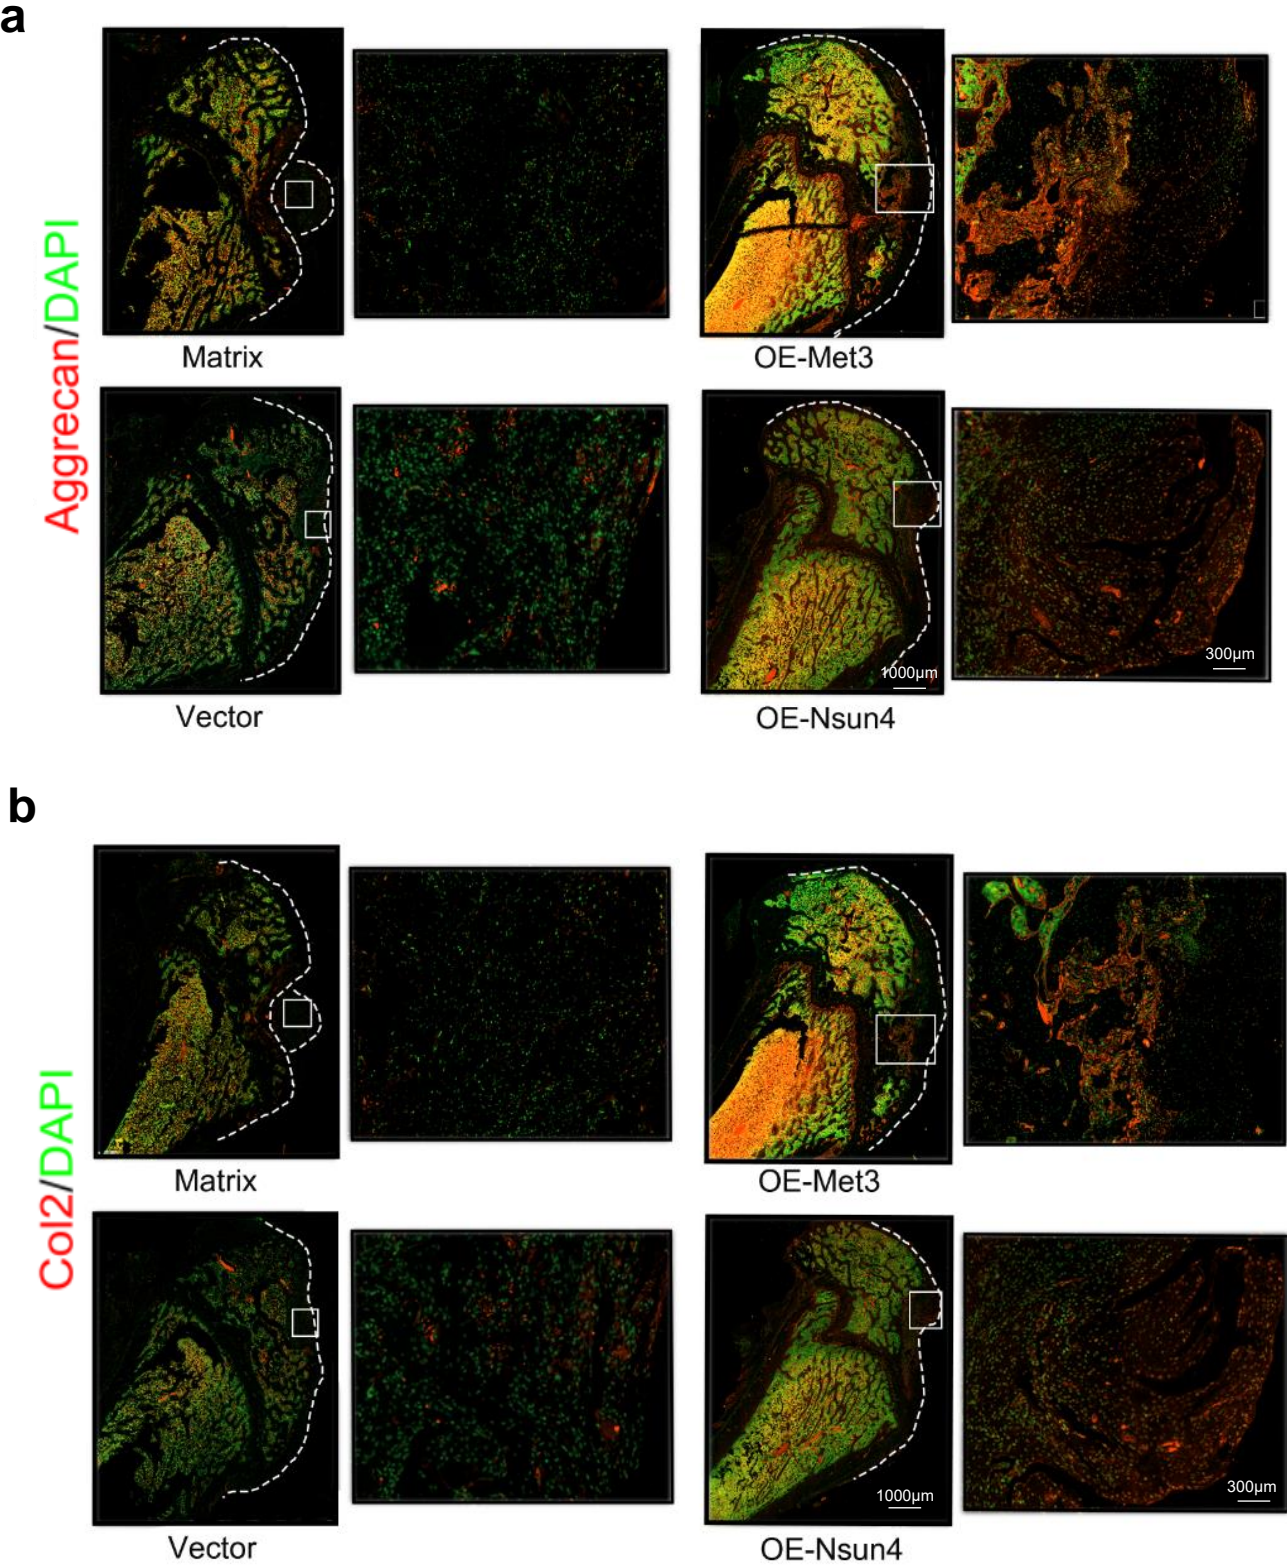 a
Aggrecan/DAPI
Matrix
OE-Met3
Vector
1000μm
300μm
OE-Nsun4
b
Col2/DAPI
Matrix
OE-Met3
Vector
1000μm
300μm
OE-Nsun4